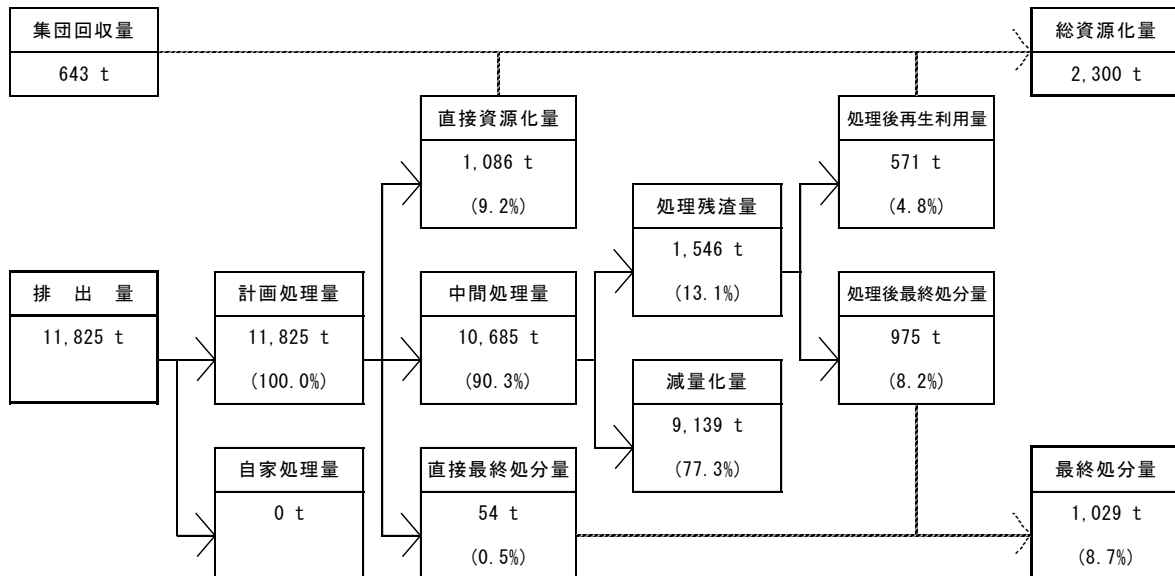 集団回収量
643 t
総資源化量
2,300 t
直接資源化量
1,086 t
(9.2%)
処理後再生利用量
571 t
(4.8%)
処理残渣量
1,546 t
(13.1%)
排　出　量
11,825 t
計画処理量
11,825 t
(100.0%)
中間処理量
10,685 t
(90.3%)
処理後最終処分量
975 t
(8.2%)
減量化量
9,139 t
(77.3%)
自家処理量
0 t
直接最終処分量
54 t
(0.5%)
最終処分量
1,029 t
(8.7%)